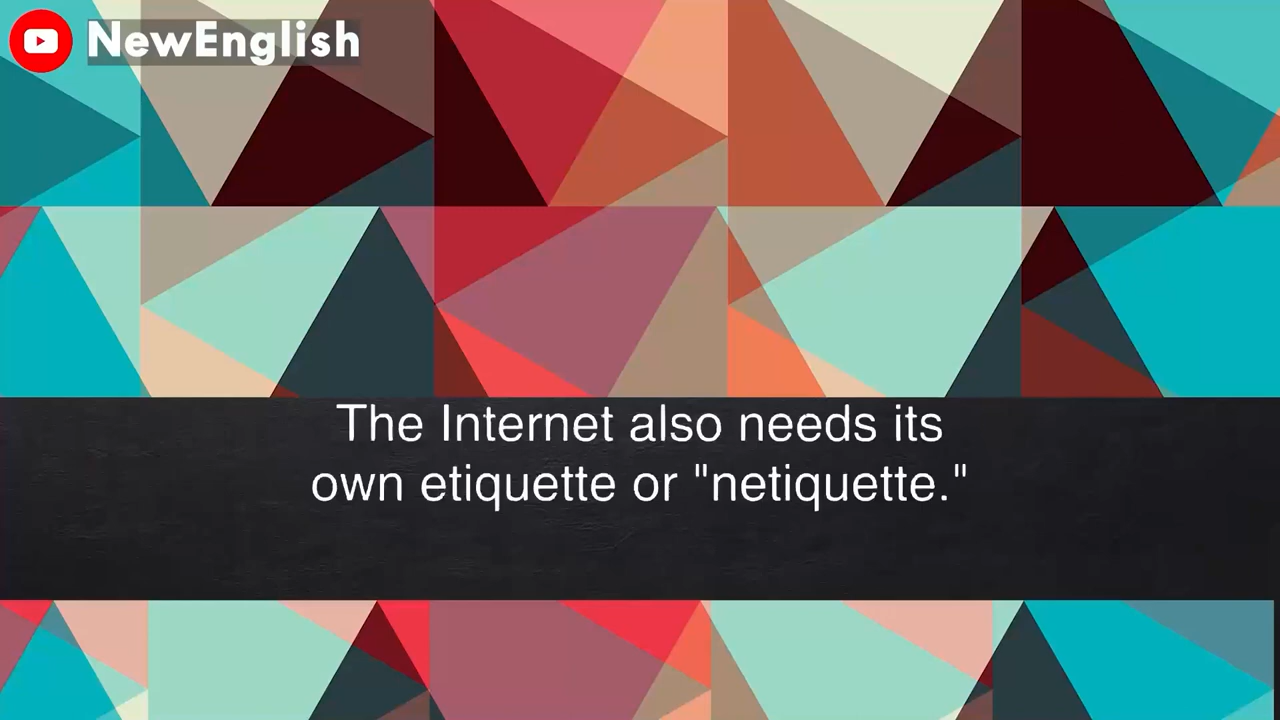 NewEnglish
The Internet also needs its
own etiquette or "netiquette."